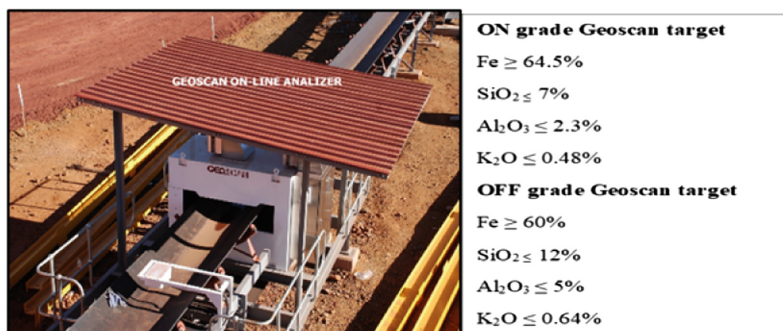 GEOSCAN ON-LINE ANALIZER
ON grade Geoscan target
Fe ≥ 64.5%
SiO₂ ≤ 7%
Al₂O₃ ≤ 2.3%
K₂O ≤ 0.48%
OFF grade Geoscan target
Fe ≥ 60%
SiO₂ ≤ 12%
Al₂O₃ ≤ 5%
K₂O ≤ 0.64%